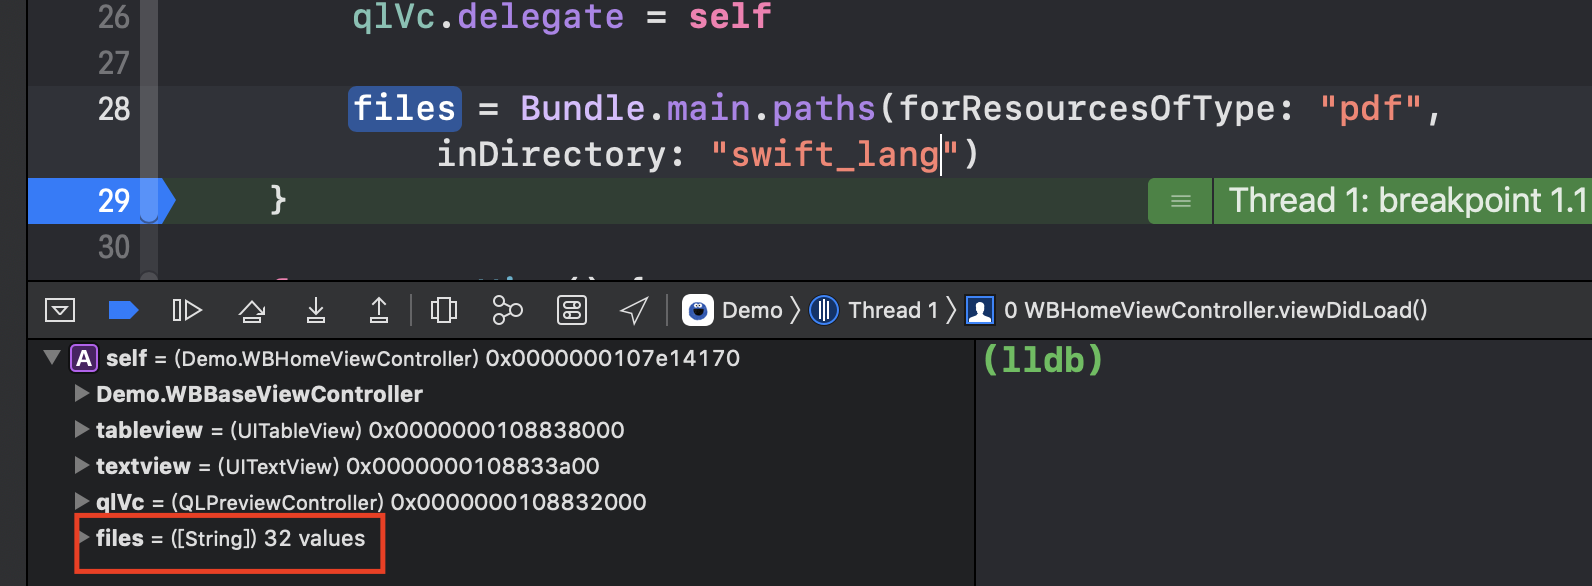 26 qlVc.delegate = self
27
28 files = Bundle.main.paths(forResourcesOfType: "pdf",
inDirectory: "swift_lang")
29 } Thread 1: breakpoint 1.1
30
Demo Thread 1 0 WBHomeViewController.viewDidLoad()
A self = (Demo.WBHomeViewController) 0x0000000107e14170
Demo.WBBaseViewController
tableview = (UITableView) 0x0000000108838000
textview = (UITextView) 0x0000000108833a00
qlVc = (QLPreviewController) 0x0000000108832000
files = ([String]) 32 values
(lldb)